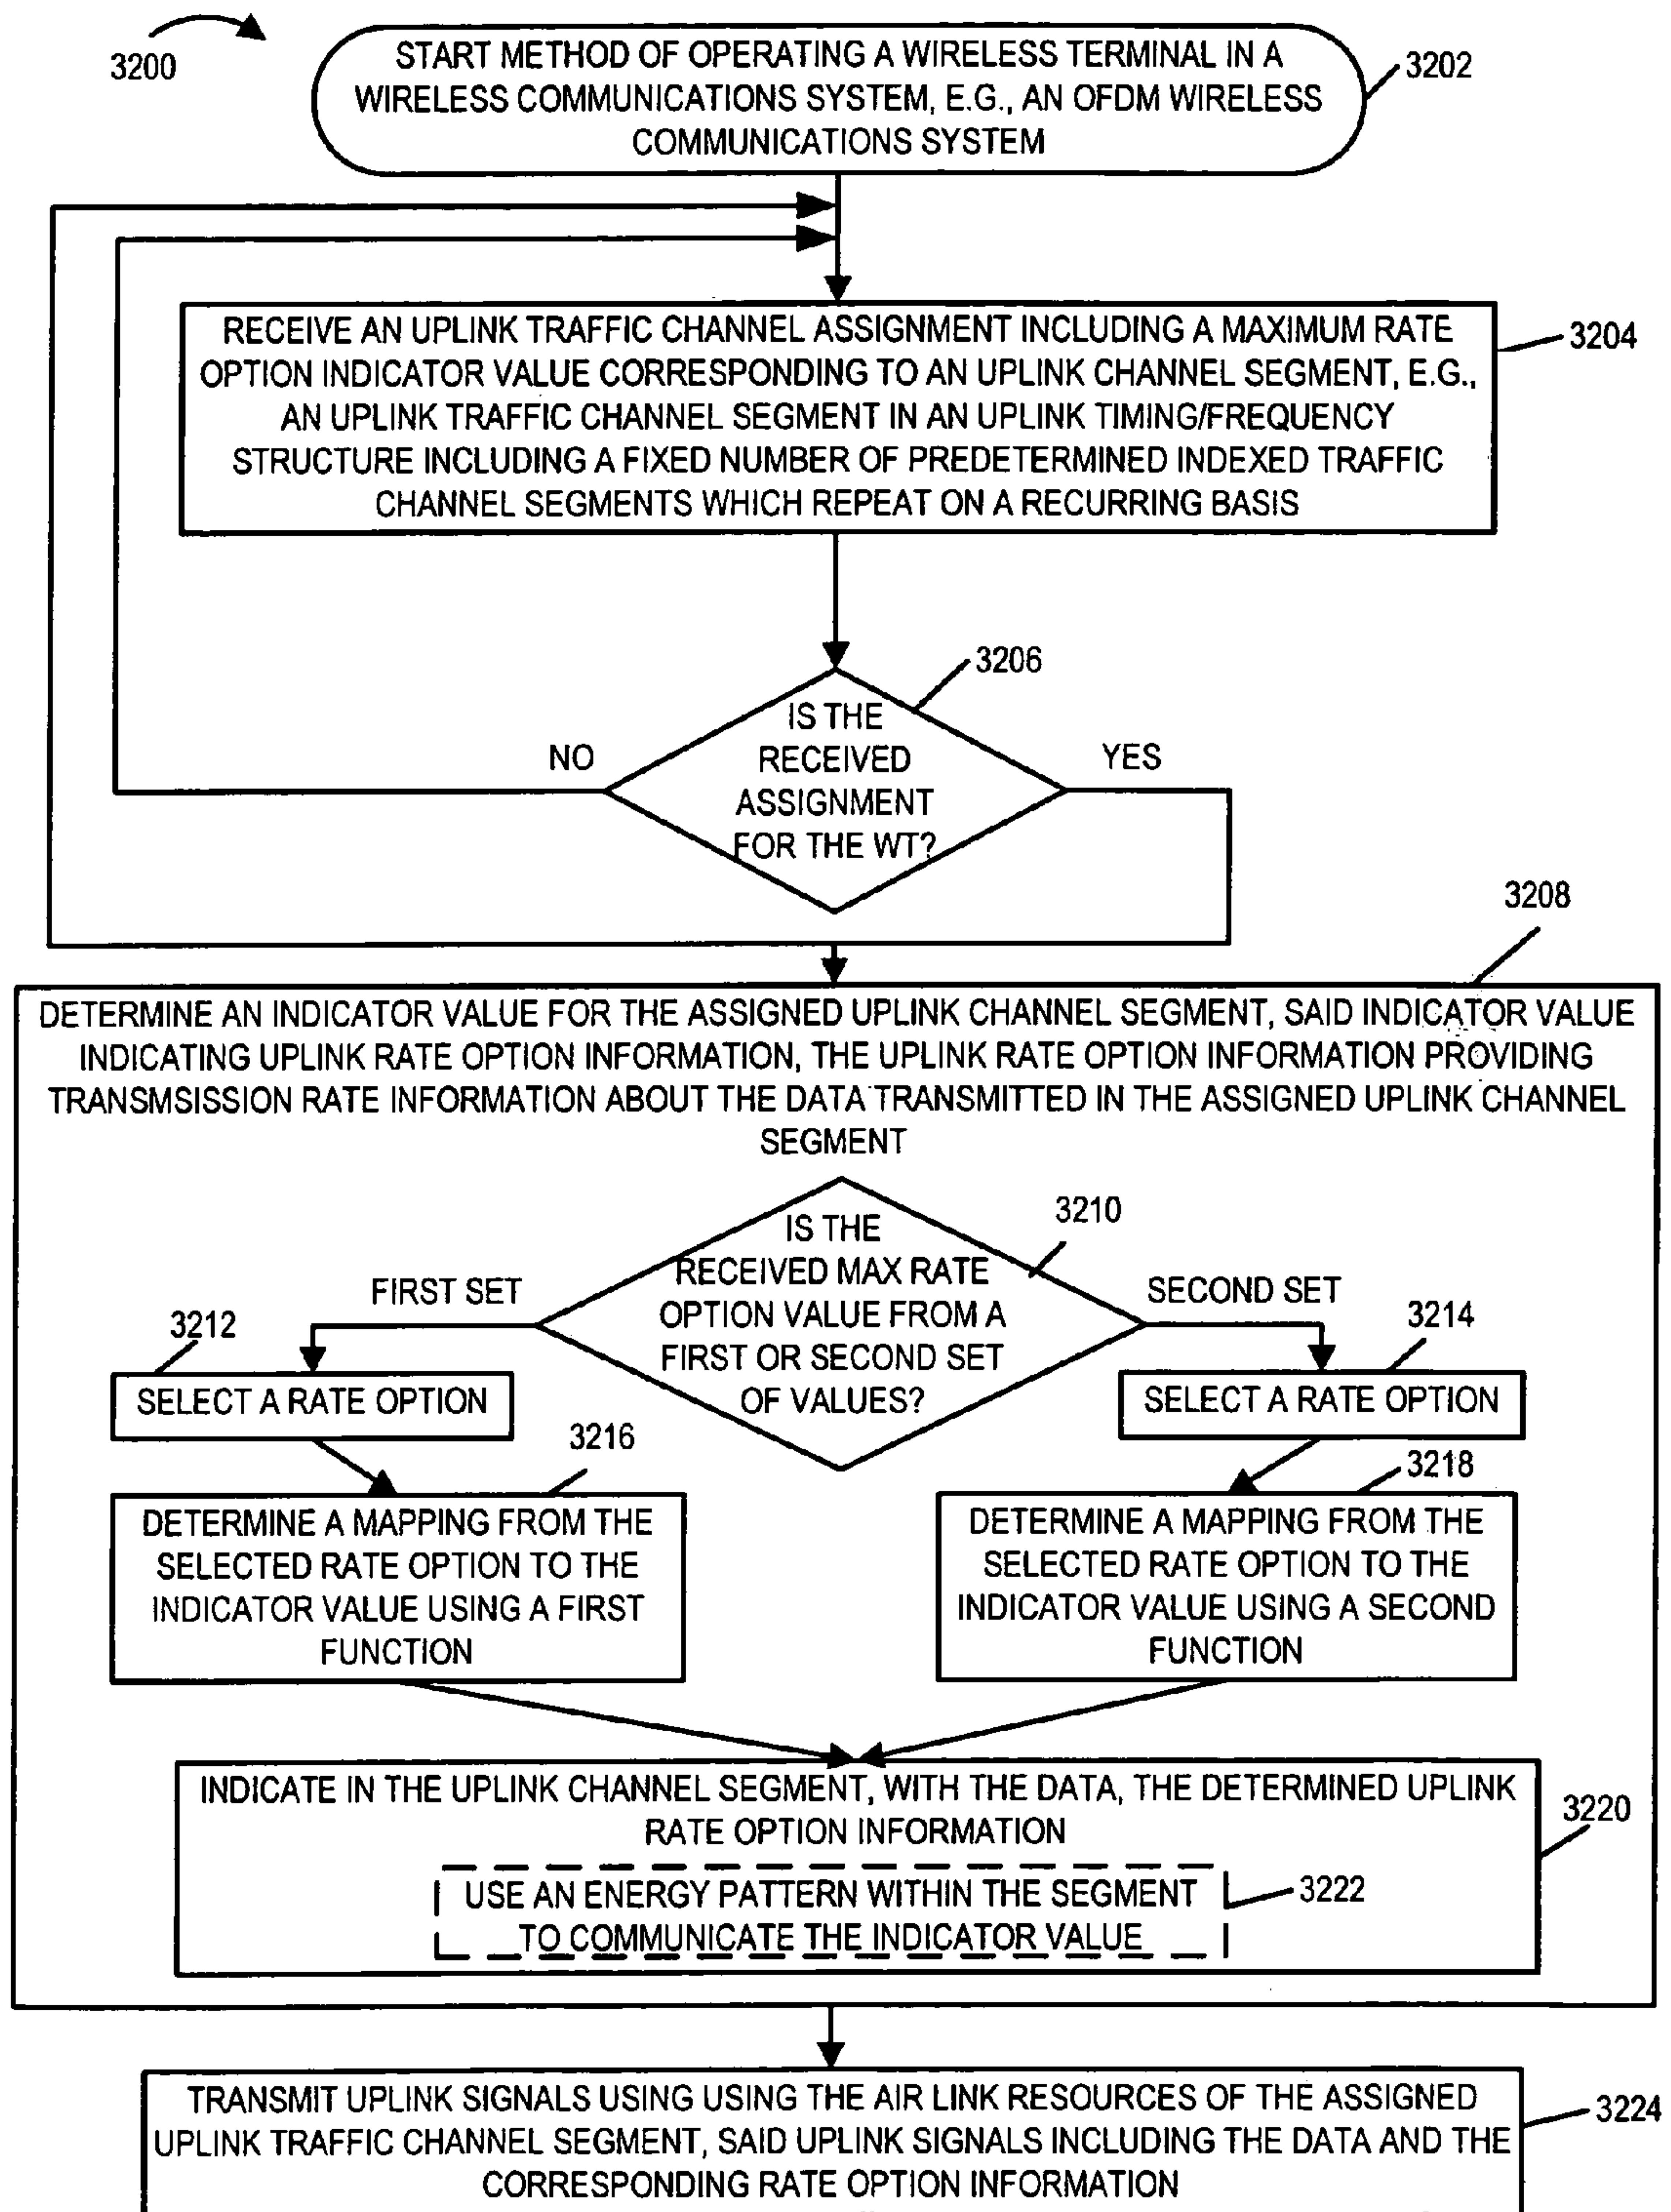 3200
START METHOD OF OPERATING A WIRELESS TERMINAL IN A
WIRELESS COMMUNICATIONS SYSTEM, E.G., AN OFDM WIRELESS
COMMUNICATIONS SYSTEM
3202
RECEIVE AN UPLINK TRAFFIC CHANNEL ASSIGNMENT INCLUDING A MAXIMUM RATE
OPTION INDICATOR VALUE CORRESPONDING TO AN UPLINK CHANNEL SEGMENT, E.G.,
AN UPLINK TRAFFIC CHANNEL SEGMENT IN AN UPLINK TIMING/FREQUENCY
STRUCTURE INCLUDING A FIXED NUMBER OF PREDETERMINED INDEXED TRAFFIC
CHANNEL SEGMENTS WHICH REPEAT ON A RECURRING BASIS
3204
3206
IS THE
RECEIVED
ASSIGNMENT
FOR THE WT?
NO
YES
3208
DETERMINE AN INDICATOR VALUE FOR THE ASSIGNED UPLINK CHANNEL SEGMENT, SAID INDICATOR VALUE
INDICATING UPLINK RATE OPTION INFORMATION, THE UPLINK RATE OPTION INFORMATION PROVIDING
TRANSMSISSION RATE INFORMATION ABOUT THE DATA TRANSMITTED IN THE ASSIGNED UPLINK CHANNEL
SEGMENT
3210
IS THE
RECEIVED MAX RATE
OPTION VALUE FROM A
FIRST OR SECOND SET
OF VALUES?
FIRST SET
SECOND SET
3212
SELECT A RATE OPTION
3214
SELECT A RATE OPTION
3216
DETERMINE A MAPPING FROM THE
SELECTED RATE OPTION TO THE
INDICATOR VALUE USING A FIRST
FUNCTION
3218
DETERMINE A MAPPING FROM THE
SELECTED RATE OPTION TO THE
INDICATOR VALUE USING A SECOND
FUNCTION
INDICATE IN THE UPLINK CHANNEL SEGMENT, WITH THE DATA, THE DETERMINED UPLINK
RATE OPTION INFORMATION
3220
USE AN ENERGY PATTERN WITHIN THE SEGMENT
TO COMMUNICATE THE INDICATOR VALUE
3222
TRANSMIT UPLINK SIGNALS USING USING THE AIR LINK RESOURCES OF THE ASSIGNED
UPLINK TRAFFIC CHANNEL SEGMENT, SAID UPLINK SIGNALS INCLUDING THE DATA AND THE
CORRESPONDING RATE OPTION INFORMATION
3224